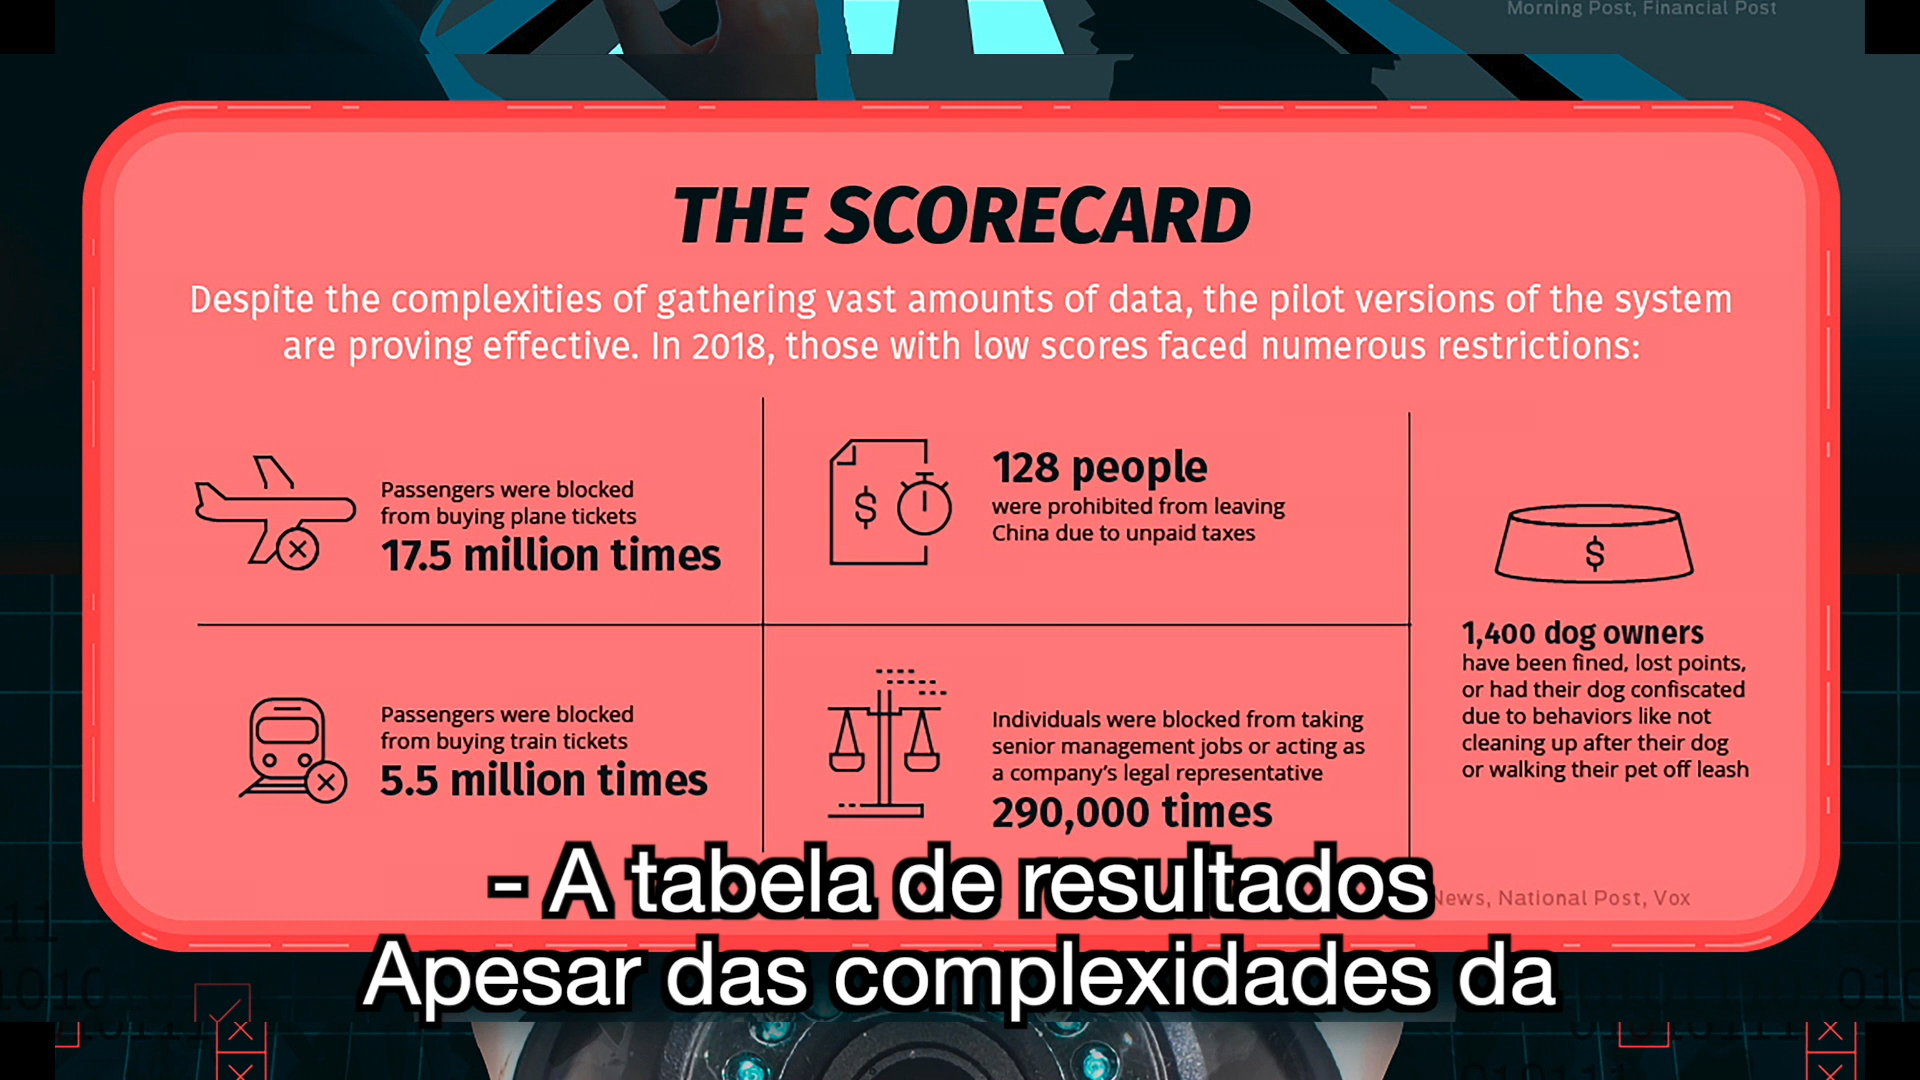 Morning Post, Financial Post
THE SCORECARD
Despite the complexities of gathering vast amounts of data, the pilot versions of the system
are proving effective. In 2018, those with low scores faced numerous restrictions:
Passengers were blocked
from buying plane tickets
17.5 million times
128 people
were prohibited from leaving
China due to unpaid taxes
$
$
1,400 dog owners
have been fined, lost points,
or had their dog confiscated
due to behaviors like not
cleaning up after their dog
or walking their pet off leash
Passengers were blocked
from buying train tickets
5.5 million times
Individuals were blocked from taking
senior management jobs or acting as
a company's legal representative
290,000 times
News, National Post, Vox
- A tabela de resultados
Apesar das complexidades da